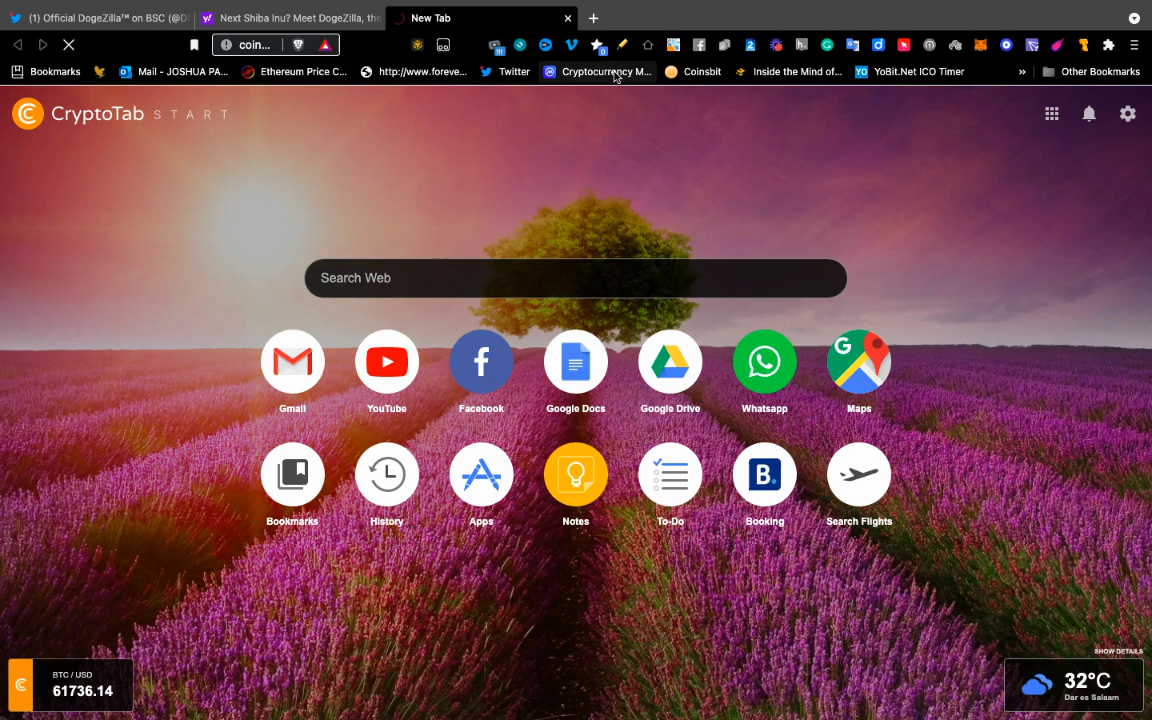 (1) Official DogeZilla™ on BSC (@D
Next Shiba Inu? Meet DogeZilla, the
New Tab
coin...
Bookmarks
Mail - JOSHUA PA...
Ethereum Price C...
http://www.foreve...
Twitter
Cryptocurrency M...
Coinsbit
Inside the Mind of...
YO YoBit.Net ICO Timer
»
Other Bookmarks
CryptoTab START
Search Web
Gmail
YouTube
Facebook
Google Docs
Google Drive
Whatsapp
Maps
Bookmarks
History
Apps
Notes
To-Do
Booking
Search Flights
BTC / USD
61736.14
SHOW DETAILS
32°C
Dar es Salaam